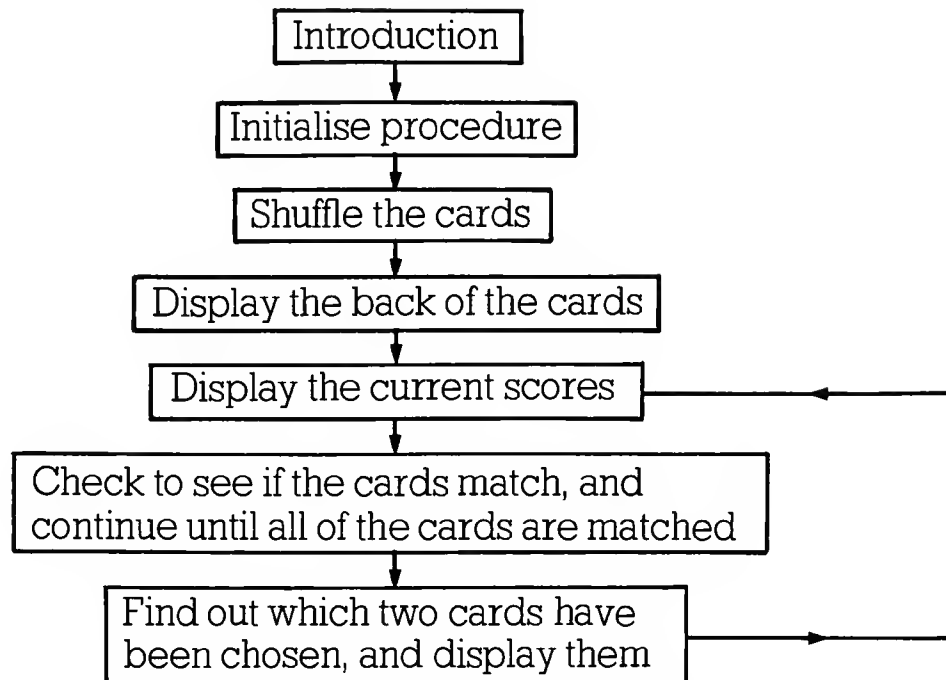 Introduction
Initialise procedure
Shuffle the cards
Display the back of the cards
Display the current scores
Check to see if the cards match, and
continue until all of the cards are matched
Find out which two cards have
been chosen, and display them